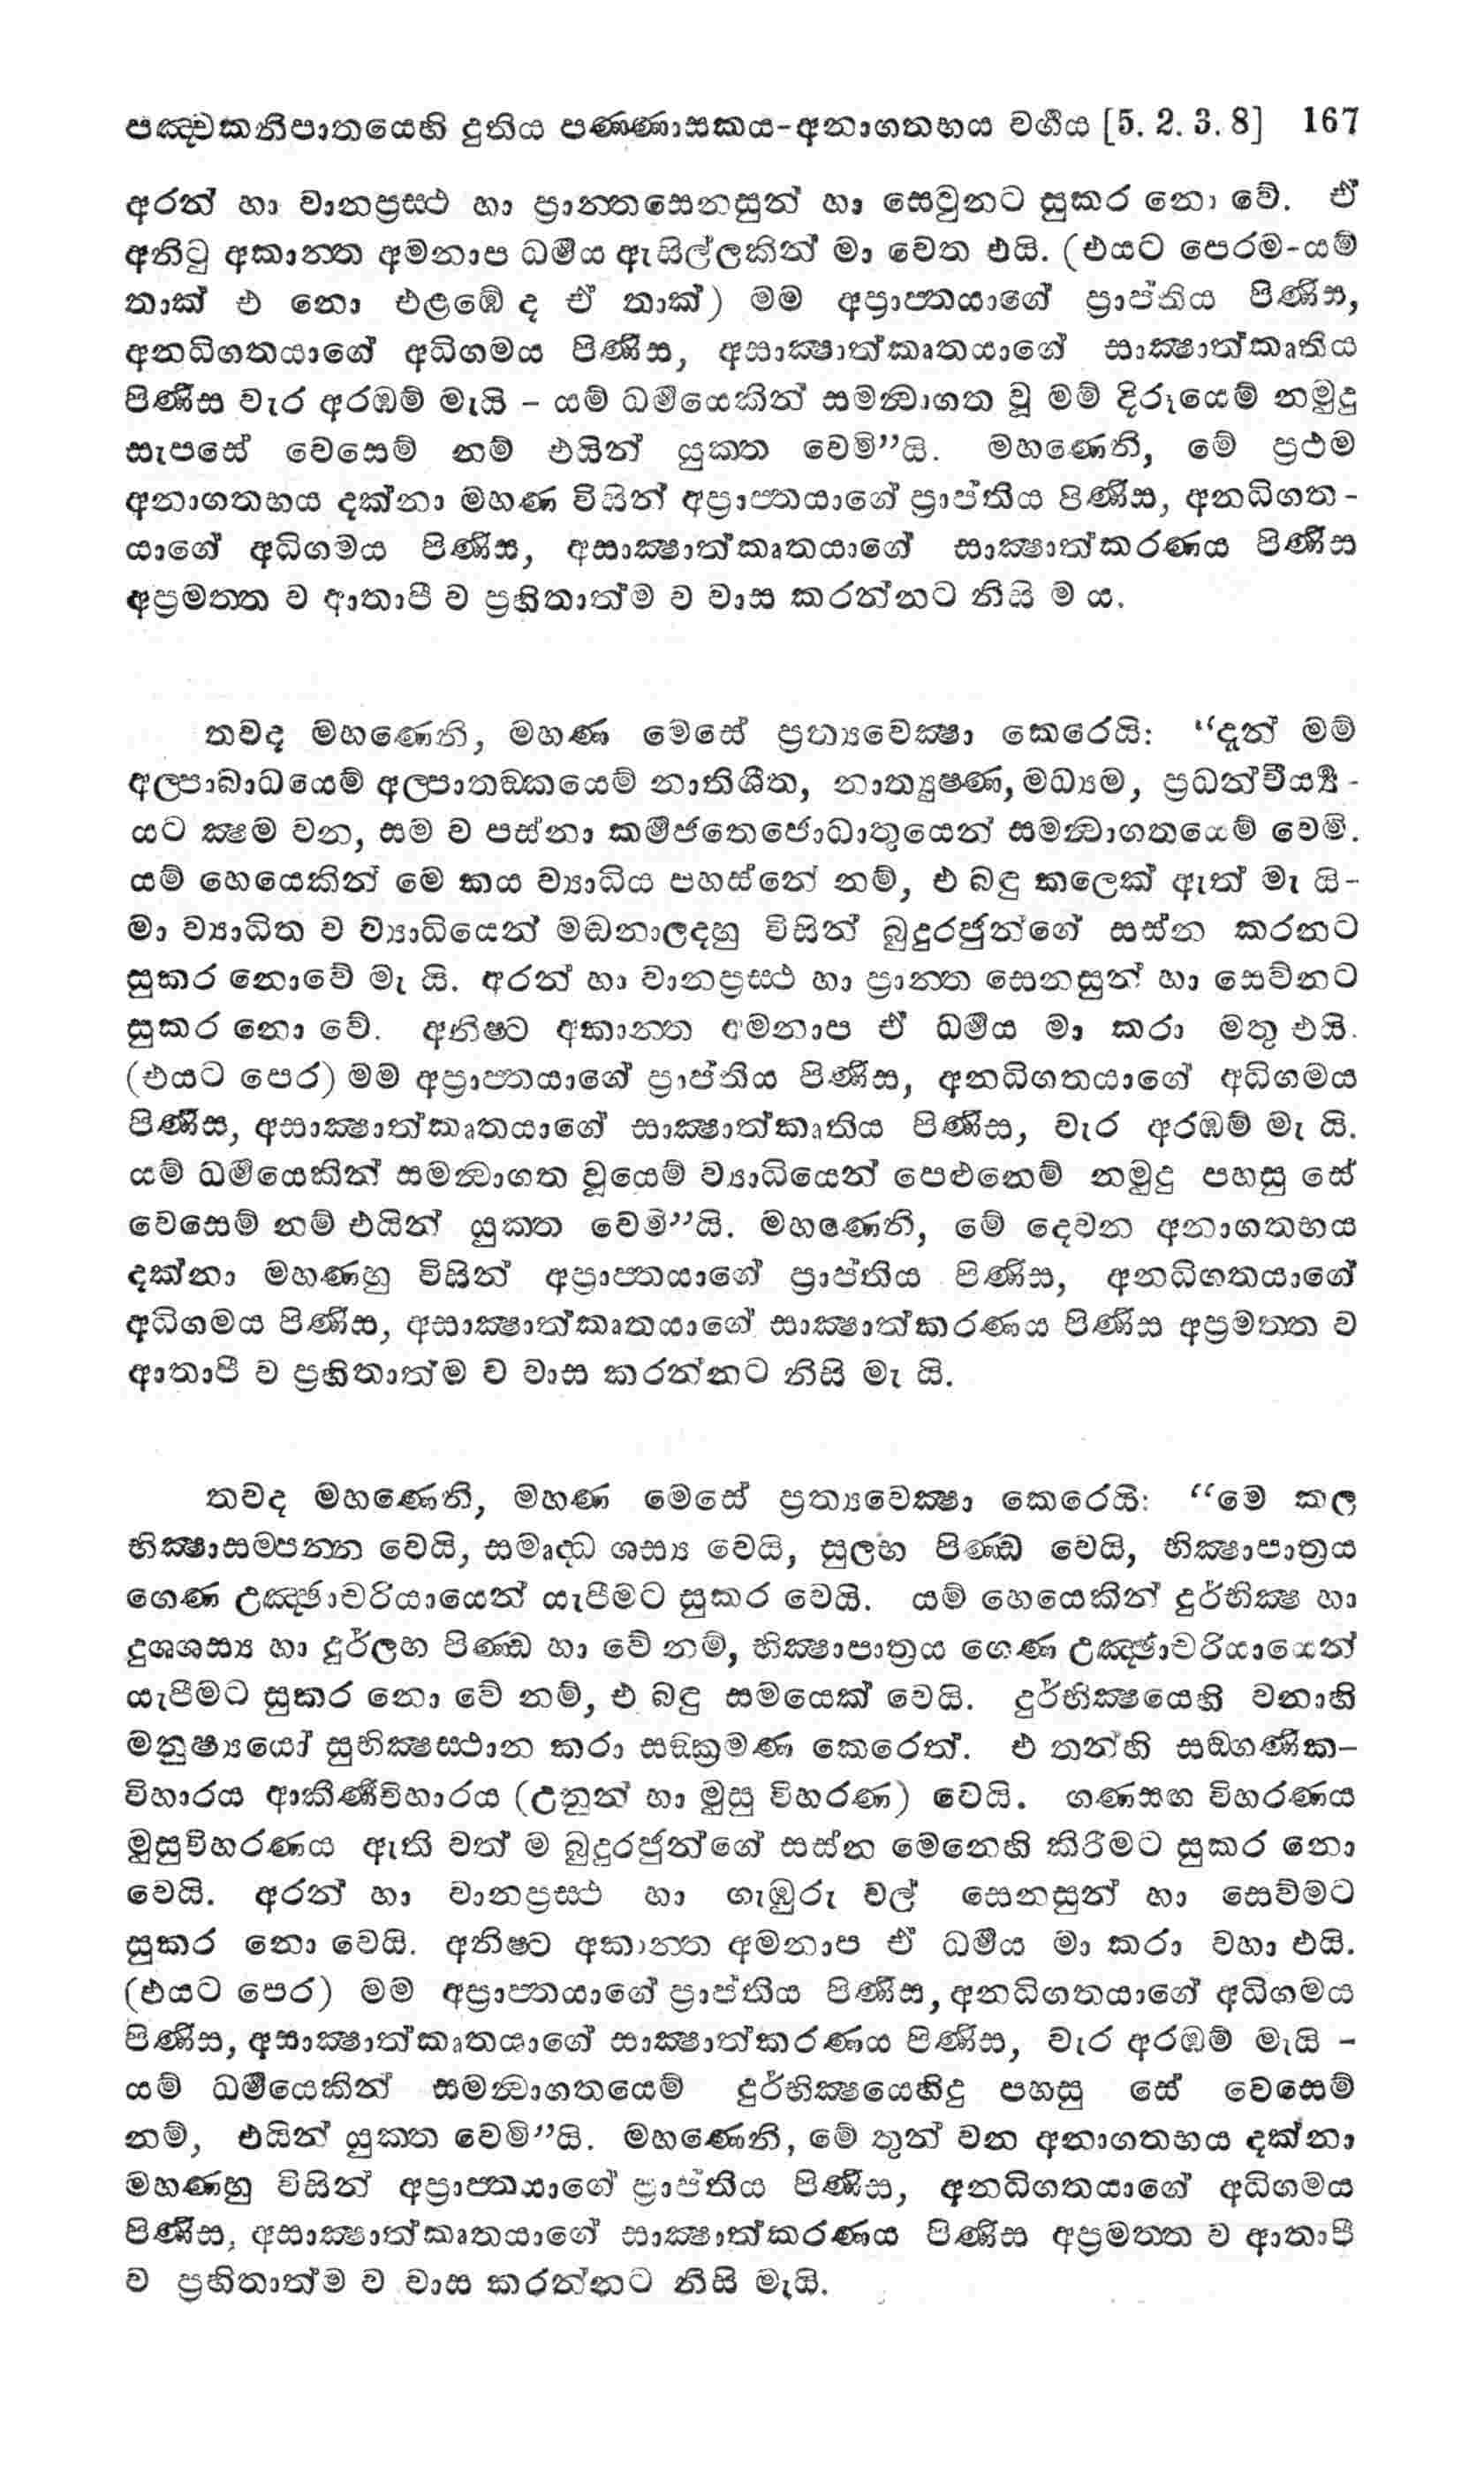 පඤ්චකනිපාතයෙහි දුතිය පණ්ණාසකය-අනාගතභය වර්ගය [5. 2. 3. 8] 167
අරන් හා වානප්‍රස්ථ හා ප්‍රාන්තසෙනසුන් හා සෙවුනට සුකර නො වේ. ඒ
අනිටු අකාන්ත අමනාප ධර්මය ඇසිල්ලකින් මා වෙත එයි. (එයට පෙරම-යම්
තාක් එ නො එළඹේ ද ඒ තාක්) මම අප්‍රාප්තයාගේ ප්‍රාප්තිය පිණිස,
අනධිගතයාගේ අධිගමය පිණිස, අසාක්‍ෂාත්කෘතයාගේ සාක්‍ෂාත්කෘතිය
පිණිස වැර අරඹම් මැයි – යම් ධර්මයෙකින් සමන්වාගත වූ මම් දිරූයෙම් නමුදු
සැපසේ වෙසෙම් නම් එයින් යුක්ත වෙමි”යි. මහණෙනි, මේ ප්‍රථම
අනාගතභය දක්නා මහණ විසින් අප්‍රාප්තයාගේ ප්‍රාප්තිය පිණිස, අනධිගත-
යාගේ අධිගමය පිණිස, අසාක්‍ෂාත්කෘතයාගේ සාක්‍ෂාත්කරණය පිණිස
අප්‍රමත්ත ව ආතාපී ව ප්‍රහිතාත්ම ව වාස කරන්නට නියි ම ය.
තවද මහණෙනි, මහණ මෙසේ ප්‍රත්‍යවෙක්‍ෂා කෙරෙයි: “දැන් මම්
අල්පාබාධයෙම් අල්පාතඞ්කයෙම් නාතිශීත, නාත්‍යුෂ්ණ, මධ්‍යම, ප්‍රධන්වීර්‍ය්‍ය-
යට ක්‍ෂම වන, සම ව පස්නා කර්මජතෙජොධාතුයෙන් සමන්වාගතයෙම් වෙමි.
යම් හෙයෙකින් මෙ කය ව්‍යාධිය පහස්නේ නම්, එ බඳු කලෙක් ඇත් මැ යි-
මා ව්‍යාධිත ව ව්‍යාධියෙන් මඬනාලදහු විසින් බුදුරජුන්ගේ සස්න කරනට
සුකර නොවේ මැ යි. අරන් හා වානප්‍රස්ථ හා ප්‍රාන්ත සෙනසුන් හා සෙව්නට
සුකර නො වේ. අනිෂ්ට අකාන්ත අමනාප ඒ ධර්මය මා කරා මතු එයි.
(එයට පෙර) මම අප්‍රාප්තයාගේ ප්‍රාප්තිය පිණිස, අනධිගතයාගේ අධිගමය
පිණිස, අසාක්‍ෂාත්කෘතයාගේ සාක්‍ෂාත්කෘතිය පිණිස, වැර අරඹම් මැ යි.
යම් ධර්මයෙකින් සමන්වාගත වූයෙම් ව්‍යාධියෙන් පෙළුනෙම් නමුදු පහසු සේ
වෙසෙම් නම් එයින් යුක්ත වෙමි”යි. මහණෙනි, මේ දෙවන අනාගතභය
දක්නා මහණහු විසින් අප්‍රාප්තයාගේ ප්‍රාප්තිය පිණිස, අනධිගතයාගේ
අධිගමය පිණිස, අසාක්‍ෂාත්කෘතයාගේ සාක්‍ෂාත්කරණය පිණිස අප්‍රමත්ත ව
ආතාපී ව ප්‍රහිතාත්ම ව වාස කරන්නට නිසි මැ යි.
තවද මහණෙනි, මහණ මෙසේ ප්‍රත්‍යවෙක්‍ෂා කෙරෙයි: “මෙ කල
භික්‍ෂාසම්පන්න වෙයි, සමෘද්ධ ශස්‍ය වෙයි, සුලභ පිණ්ඩ වෙයි, භික්‍ෂාපාත්‍රය
ගෙණ උඤ්ඡාචරියායෙන් යැපීමට සුකර වෙයි. යම් හෙයෙකින් දුර්භික්‍ෂ හා
දුශ්ශස්‍ය හා දුර්ලභ පිණ්ඩ හා වේ නම්, භික්‍ෂාපාත්‍රය ගෙණ උඤ්ඡාචරියායෙන්
යැපීමට සුකර නො වේ නම්, එ බඳු සමයෙක් වෙයි. දුර්භික්‍ෂයෙහි වනාහි
මනුෂ්‍යයෝ සුභික්‍ෂස්ථාන කරා සඞ්ක්‍රමණ කෙරෙත්. එ තන්හි සඞ්ගණික–
විහාරය ආකීර්ණවිහාරය (උනුන් හා මුසු විහරණ) වෙයි. ගණසඟ විහරණය
මුසුවිහරණය ඇති වත් ම බුදුරජුන්ගේ සස්න මෙනෙහි කිරීමට සුකර නො
වෙයි. අරන් හා වානප්‍රස්ථ හා ගැඹුරු වල් සෙනසුන් හා සෙව්මට
සුකර නො වෙයි. අනිෂ්ට අකාන්ත අමනාප ඒ ධර්මය මා කරා වහා එයි.
(එයට පෙර) මම අප්‍රාප්තයාගේ ප්‍රාප්තිය පිණිස, අනධිගතයාගේ අධිගමය
පිණිස, අසාක්‍ෂාත්කෘතයාගේ සාක්‍ෂාත්කරණය පිණිස, වැර අරඹම් මැයි –
යම් ධර්මයෙකින් සමන්වාගතයෙම් දුර්භික්‍ෂයෙහිදු පහසු සේ වෙසෙම්
නම්, එයින් යුක්ත වෙමි”යි. මහණෙනි, මේ තුන් වන අනාගතභය දක්නා
මහණහු විසින් අප්‍රාප්තයාගේ ප්‍රාප්තිය පිණිස, අනධිගතයාගේ අධිගමය
පිණිස, අසාක්‍ෂාත්කෘතයාගේ සාක්‍ෂාත්කරණය පිණිස අප්‍රමත්ත ව ආතාපී
ව ප්‍රහිතාත්ම ව වාස කරන්නට නිසි මැයි.